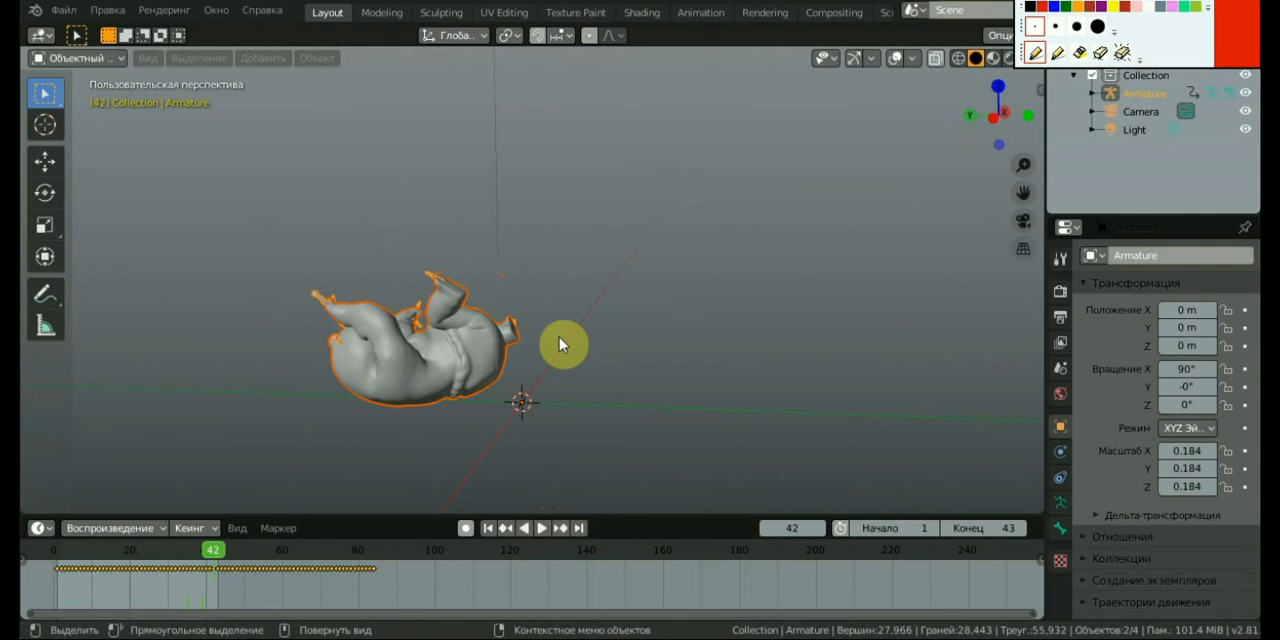 Файл Правка Рендеринг Окно Справка Layout Modeling Sculpting UV Editing Texture Paint Shading Animation Rendering Compositing Sc Scene
Глоба.. Опци
Объектный .. Вид Выделение Добавить Объект
Пользовательская перспектива
(42) Collection | Armature
X
Y
Collection
Armature
Camera
Light
Armature
Armature
Трансформация
Положение X 0 m
Y 0 m
Z 0 m
Вращение X 90°
Y -0°
Z 0°
Режим XYZ Эй..
Масштаб X 0.184
Y 0.184
Z 0.184
Дельта-трансформация
Отношения
Коллекции
Создание экземпляров
Траектории движения
Воспроизведение Кеинг Вид Маркер 42 Начало 1 Конец 43
0 20 42 60 80 100 120 140 160 180 200 220 240
Выделить Прямоугольное выделение Повернуть вид Контекстное меню объектов Collection | Armature | Вершин:27,966 | Граней:28,443 | Треуг.:55,932 | Объектов:2/4 | Пам.: 101.4 MiB | v2.81.